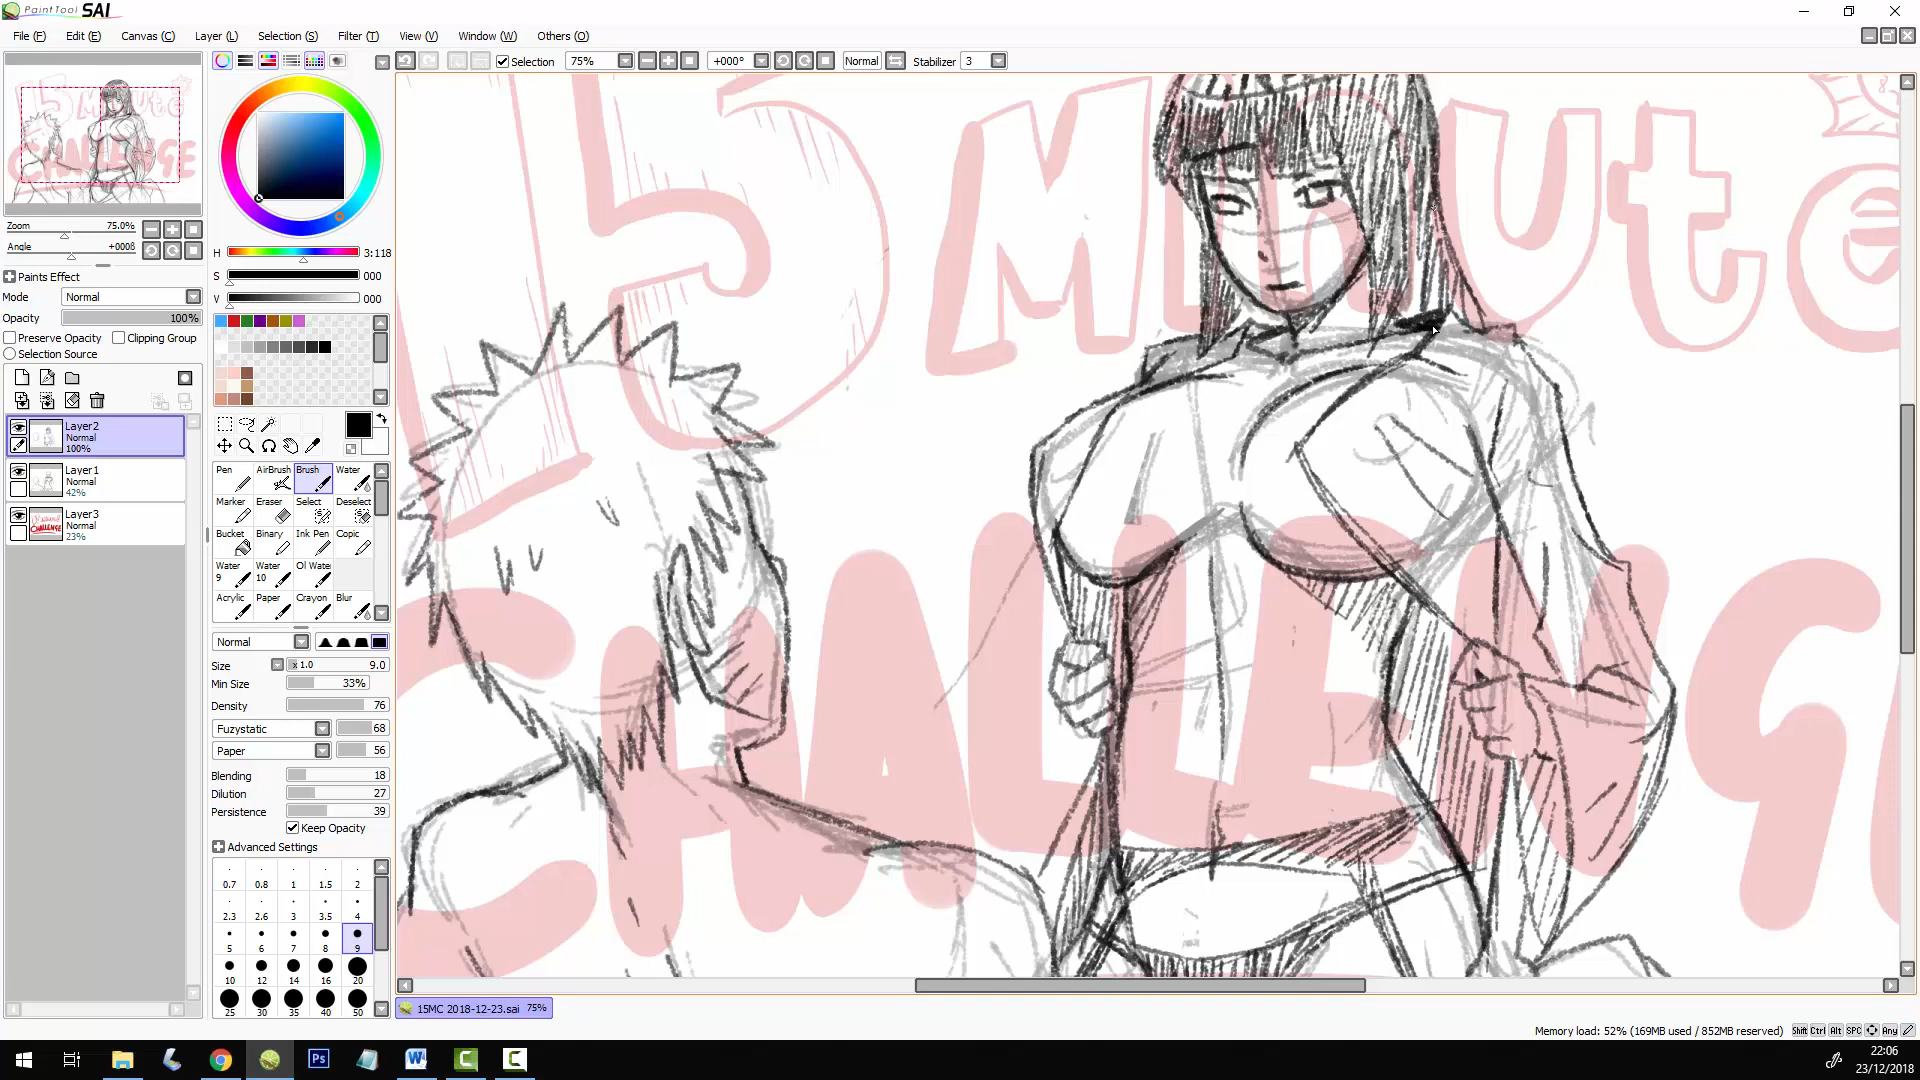 PaintTool SAI
File (F) Edit (E) Canvas (C) Layer (L) Selection (S) Filter (T) View (V) Window (W) Others (O)
Selection 75% +000° Normal Stabilizer 3
Zoom 75.0%
Angle +000ß
Paints Effect
Mode Normal
Opacity 100%
Preserve Opacity Clipping Group
Selection Source
Layer2
Normal
100%
Layer1
Normal
42%
Layer3
Normal
23%
H 3:118
S 000
V 000
Pen AirBrush Brush Water
Marker Eraser Select Deselect
Bucket Binary Ink Pen Copic
Water 9 Water 10 Ol Wate
Acrylic Paper Crayon Blur
Normal
Size x 1.0 9.0
Min Size 33%
Density 76
Fuzystatic 68
Paper 56
Blending 18
Dilution 27
Persistence 39
Keep Opacity
Advanced Settings
0.7 0.8 1 1.5 2
2.3 2.6 3 3.5 4
5 6 7 8 9
10 12 14 16 20
25 30 35 40 50
15 Minute
CHALLENG
15MC 2018-12-23.sai 75%
Memory load: 52% (169MB used / 852MB reserved) Shift Ctrl Alt SPC Any
22:06
23/12/2018